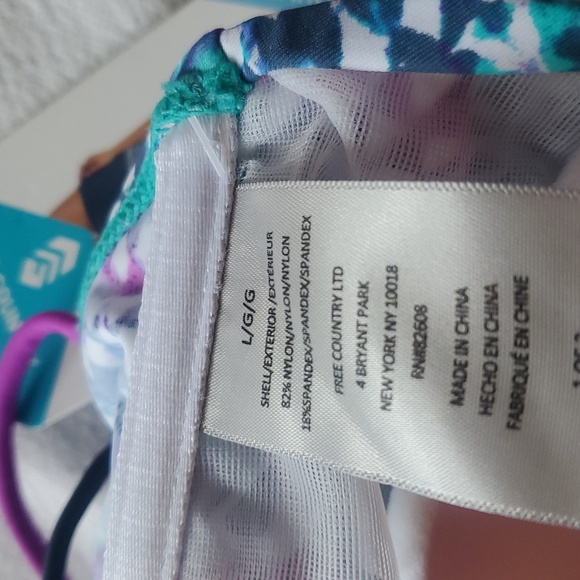 L/G/G
SHELL/EXTERIOR/EXTÉRIEUR
82% NYLON/NYLON/NYLON
18%SPANDEX/SPANDEX/SPANDEX
FREE COUNTRY LTD
4 BRYANT PARK
NEW YORK NY 10018
RN#82608
MADE IN CHINA
HECHO EN CHINA
FABRIQUÉ EN CHINE